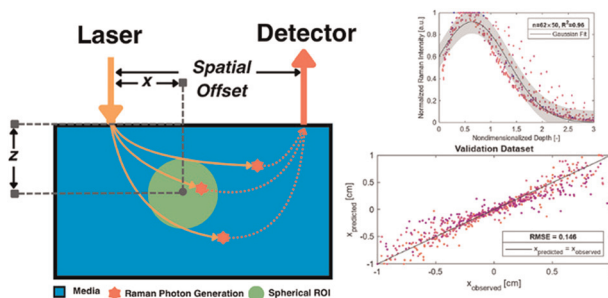 Laser
Detector
x
Spatial
Offset
z
Media
Raman Photon Generation
Spherical ROI
Normalized Raman Intensity [a.u.]
1
0.8
0.6
0.4
0.2
0
n=62×50, R²=0.96
Gaussian Fit
0 0.5 1 1.5 2 2.5 3
Nondimensionalized Depth [-]
Validation Dataset
x_predicted [cm]
1
0.5
0
-0.5
-1
RMSE = 0.146
x_predicted = x_observed
-1 -0.5 0 0.5 1
x_observed [cm]